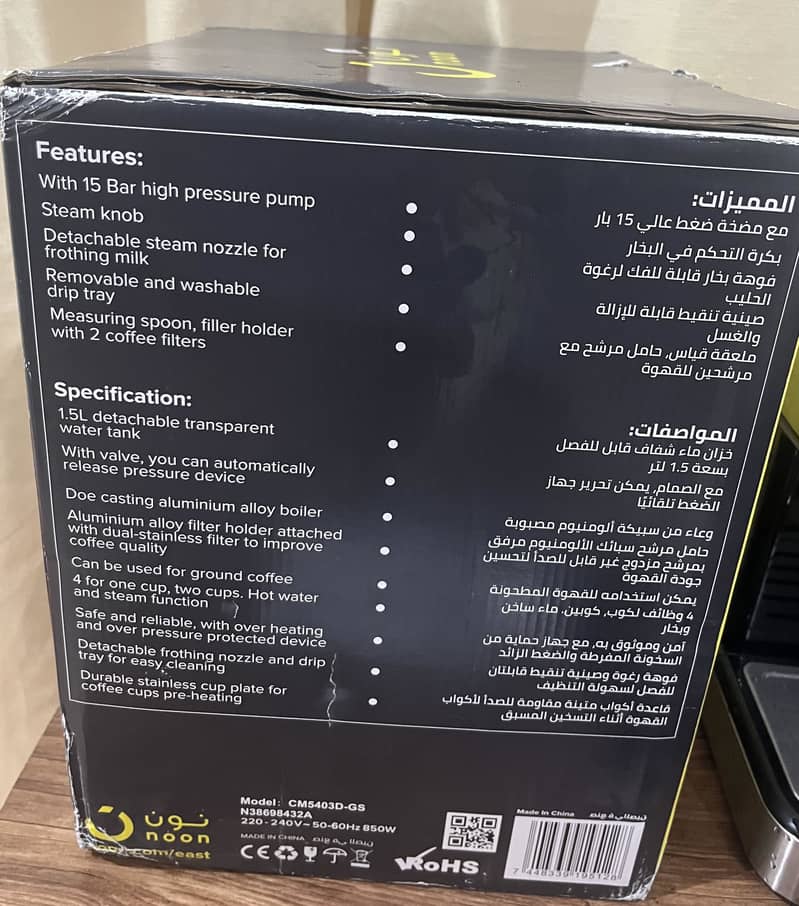 نون
noon
Features:
With 15 Bar high pressure pump
Steam knob
Detachable steam nozzle for
frothing milk
Removable and washable
drip tray
Measuring spoon, filler holder
with 2 coffee filters
Specification:
1.5L detachable transparent
water tank
With valve, you can automatically
release pressure device
Doe casting aluminium alloy boiler
Aluminium alloy filter holder attached
with dual-stainless filter to improve
coffee quality
Can be used for ground coffee
4 for one cup, two cups. Hot water
and steam function
Safe and reliable, with over heating
and over pressure protected device
Detachable frothing nozzle and drip
tray for easy cleaning
Durable stainless cup plate for
coffee cups pre-heating
المميزات:
مع مضخة ضغط عالي 15 بار
بكرة التحكم في البخار
فوهة بخار قابلة للفك لرغوة
الحليب
صينية تنقيط قابلة للإزالة
والغسل
ملعقة قياس، حامل مرشح مع
مرشحين للقهوة
المواصفات:
خزان ماء شفاف قابل للفصل
بسعة 1.5 لتر
مع الصمام، يمكن تحرير جهاز
الضغط تلقائيًا
وعاء من سبيكة ألومنيوم مصبوبة
حامل مرشح سبائك الألومنيوم مرفق
بمرشح مزدوج غير قابل للصدأ لتحسين
جودة القهوة
يمكن استخدامه للقهوة المطحونة
4 وظائف لكوب، كوبين. ماء ساخن
وبخار
آمن وموثوق به، مع جهاز حماية من
السخونة المفرطة والضغط الزائد
فوهة رغوة وصينية تنقيط قابلتان
للفصل لسهولة التنظيف
قاعدة أكواب متينة مقاومة للصدأ لأكواب
القهوة أثناء التسخين المسبق
نون
noon
.com/east
Model: CM5403D-GS
N38698432A
220-240V~ 50-60Hz 850W
MADE IN CHINA
CE
RoHS
Made In China
7 448339 195128